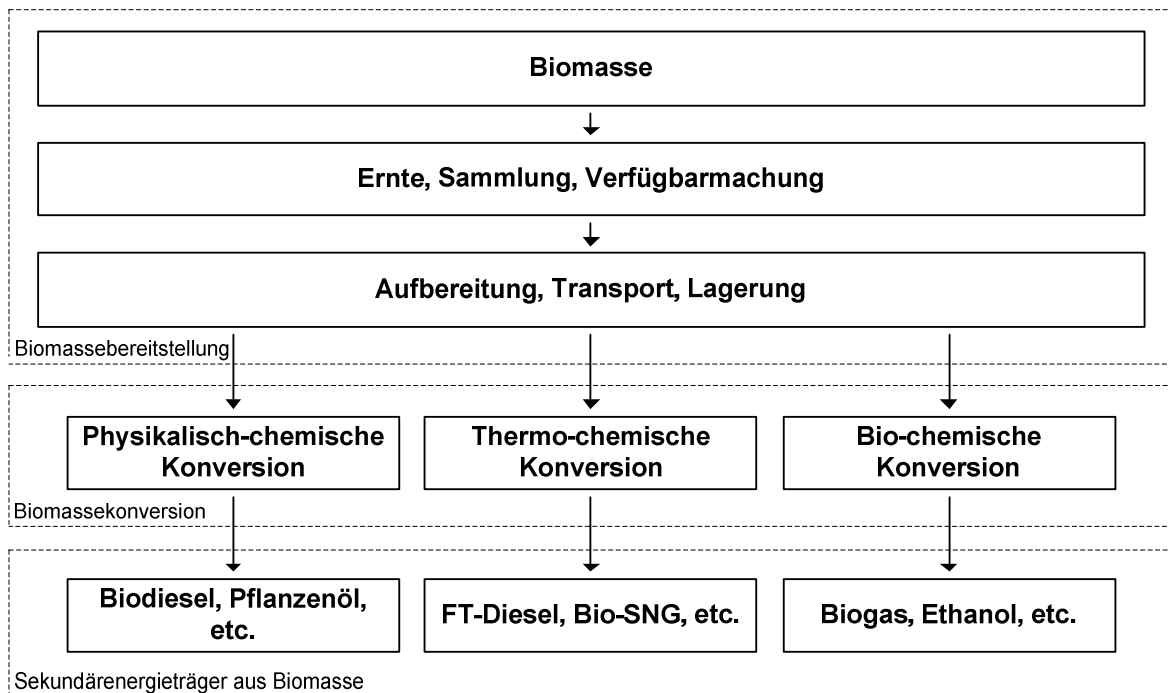 Biomasse
Ernte, Sammlung, Verfügbarmachung
Aufbereitung, Transport, Lagerung
Biomassebereitstellung
Physikalisch-chemische
Konversion
Thermo-chemische
Konversion
Bio-chemische
Konversion
Biomassekonversion
Biodiesel, Pflanzenöl,
etc.
FT-Diesel, Bio-SNG, etc.
Biogas, Ethanol, etc.
Sekundärenergieträger aus Biomasse